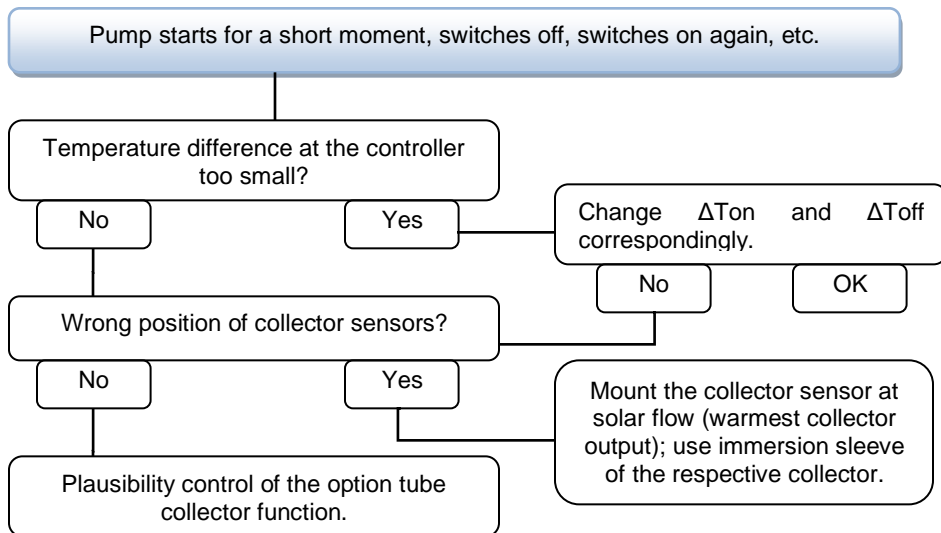 Pump starts for a short moment, switches off, switches on again, etc.
Temperature difference at the controller
too small?
No
Yes
Change ΔTon and ΔToff
correspondingly.
No
OK
Wrong position of collector sensors?
No
Yes
Mount the collector sensor at
solar flow (warmest collector
output); use immersion sleeve
of the respective collector.
Plausibility control of the option tube
collector function.